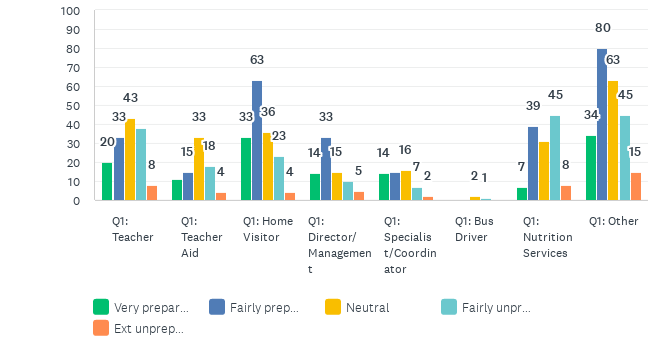 100
90
80
70
60
50
40
30
20
10
0
20
33
43
8
15
33
18
4
33
63
36
23
4
14
33
15
5
14
16
7
2
2
1
7
39
45
8
34
80
63
45
15
Q1:
Teacher
Q1:
Teacher
Aid
Q1: Home
Visitor
Q1:
Director/
Managemen
t
Q1:
Specialis
t/Coordin
ator
Q1: Bus
Driver
Q1:
Nutrition
Services
Q1: Other
Very prepar...
Fairly prep...
Neutral
Fairly unpr...
Ext unprep...